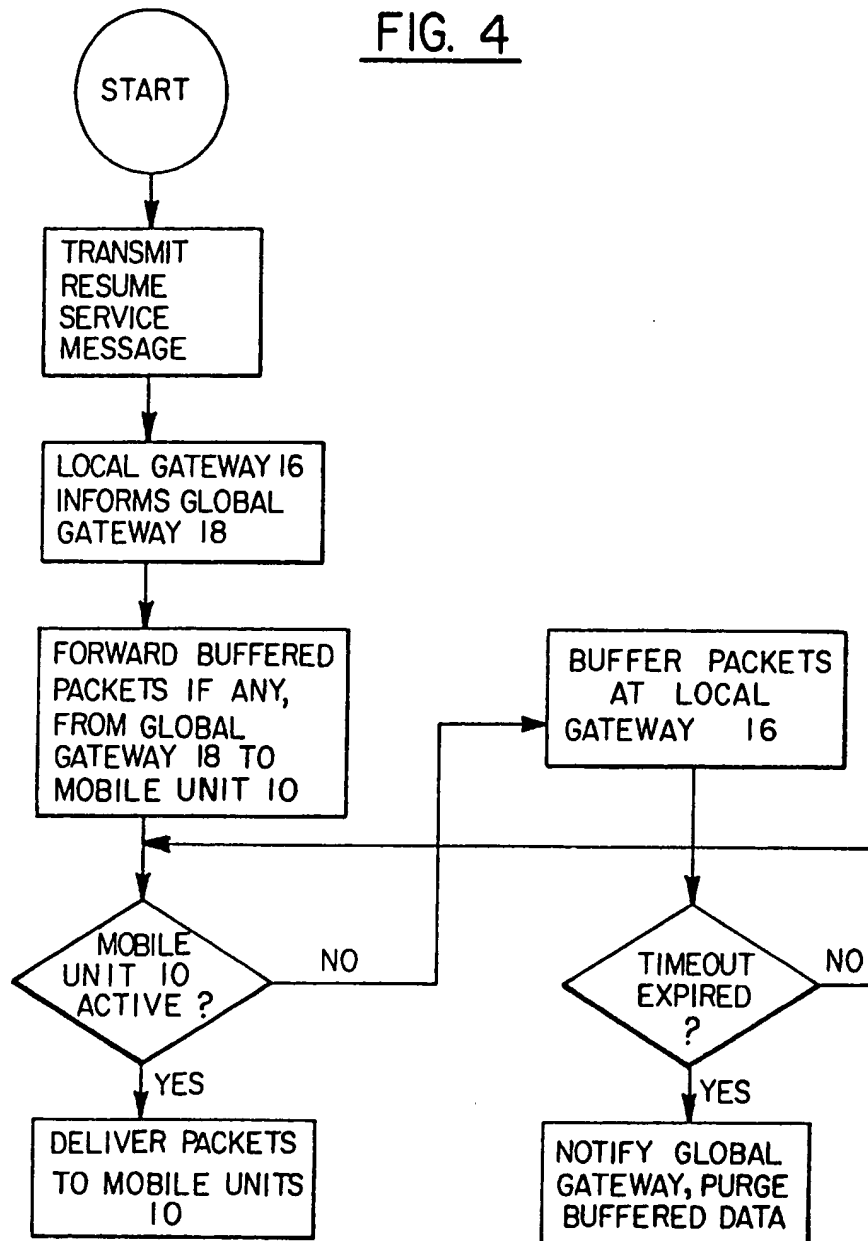 FIG. 4
START
TRANSMIT
RESUME
SERVICE
MESSAGE
LOCAL GATEWAY 16
INFORMS GLOBAL
GATEWAY 18
FORWARD BUFFERED
PACKETS IF ANY,
FROM GLOBAL
GATEWAY 18 TO
MOBILE UNIT 10
BUFFER PACKETS
AT LOCAL
GATEWAY 16
MOBILE
UNIT 10
ACTIVE ?
NO
YES
TIMEOUT
EXPIRED
?
NO
YES
DELIVER PACKETS
TO MOBILE UNITS
10
NOTIFY GLOBAL
GATEWAY, PURGE
BUFFERED DATA